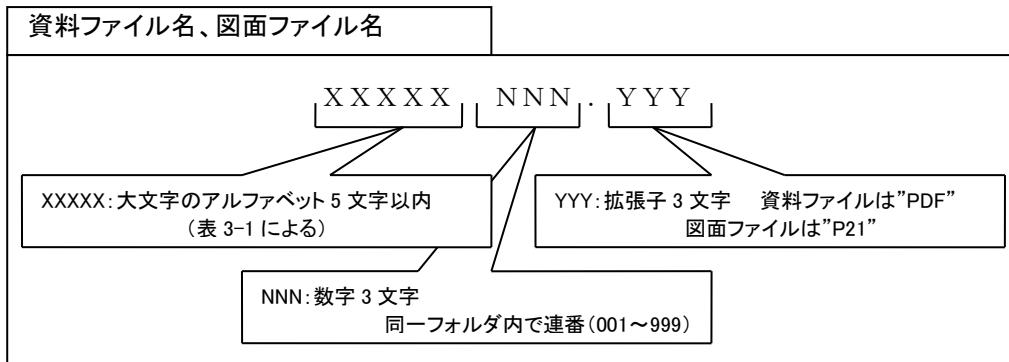 資料ファイル名、図面ファイル名
XXXXX NNN . YYY
XXXXX:大文字のアルファベット 5 文字以内
(表 3-1 による)
YYY:拡張子 3 文字 資料ファイルは”PDF”
図面ファイルは”P21”
NNN:数字 3 文字
同一フォルダ内で連番(001~999)